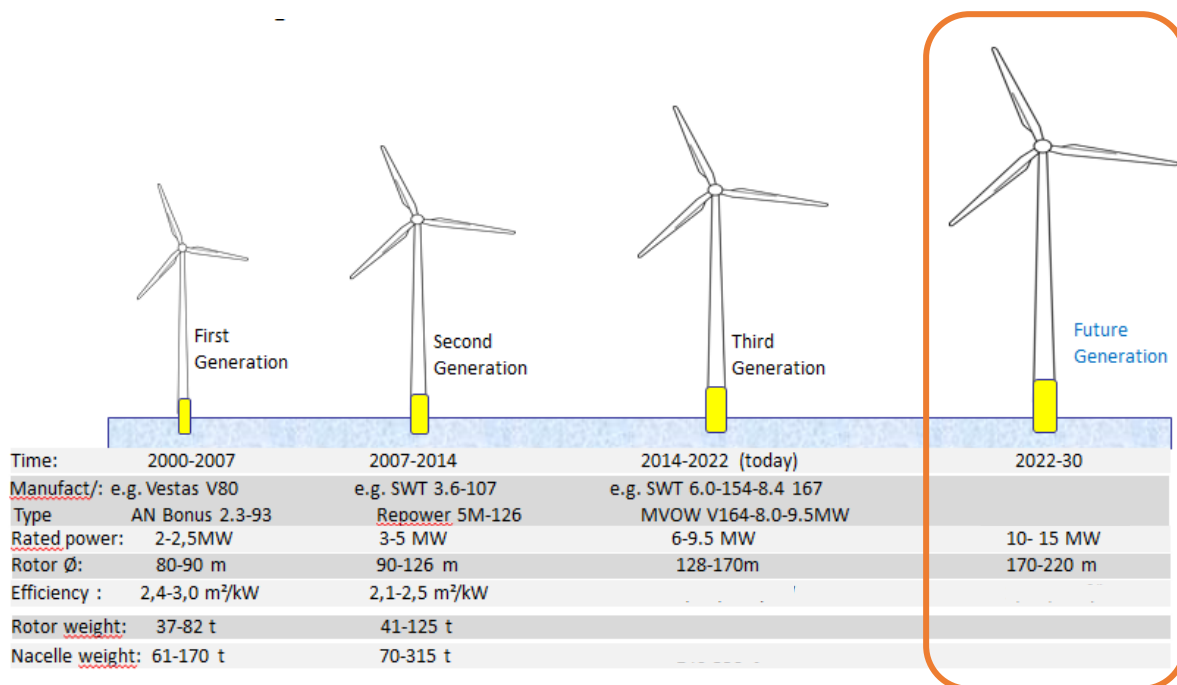 First
Generation
Second
Generation
Third
Generation
Future
Generation
Time: 2000-2007 2007-2014 2014-2022 (today) 2022-30
Manufact/: e.g. Vestas V80 e.g. SWT 3.6-107 e.g. SWT 6.0-154-8.4 167
Type AN Bonus 2.3-93 Repower 5M-126 MVOW V164-8.0-9.5MW
Rated power: 2-2,5MW 3-5 MW 6-9.5 MW 10- 15 MW
Rotor Ø: 80-90 m 90-126 m 128-170m 170-220 m
Efficiency : 2,4-3,0 m²/kW 2,1-2,5 m²/kW
Rotor weight: 37-82 t 41-125 t
Nacelle weight: 61-170 t 70-315 t